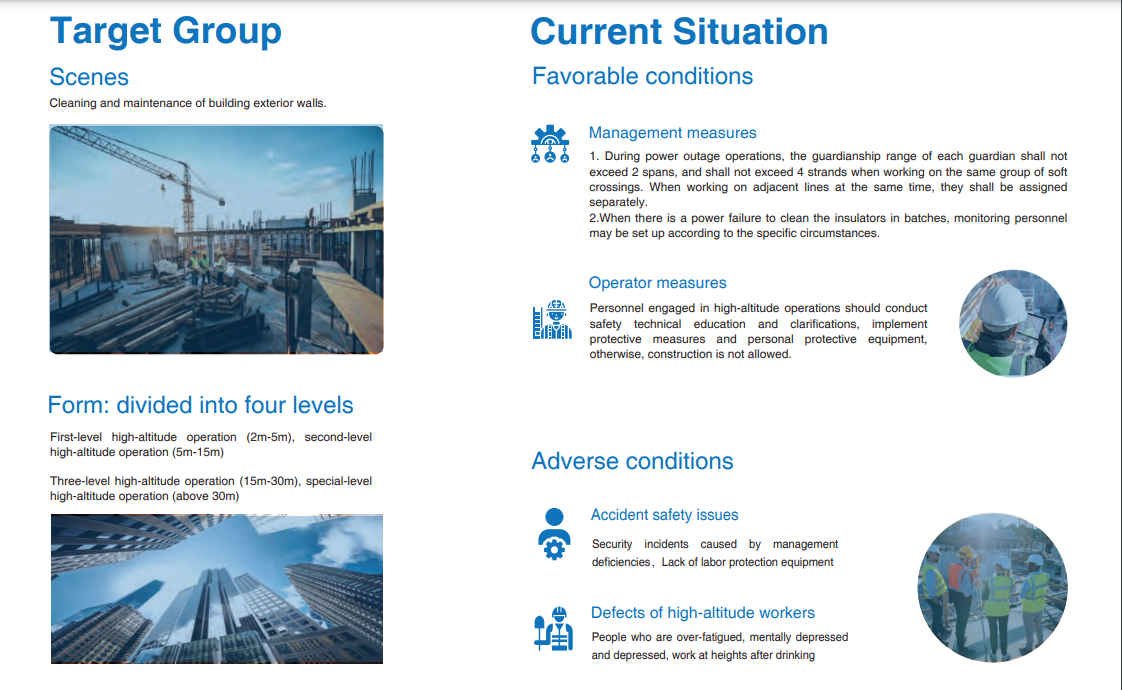 Target Group
Scenes
Cleaning and maintenance of building exterior walls.
Form: divided into four levels
First-level high-altitude operation (2m-5m), second-level
high-altitude operation (5m-15m)
Three-level high-altitude operation (15m-30m), special-level
high-altitude operation (above 30m)
Current Situation
Favorable conditions
Management measures
1. During power outage operations, the guardianship range of each guardian shall not
exceed 2 spans, and shall not exceed 4 strands when working on the same group of soft
crossings. When working on adjacent lines at the same time, they shall be assigned
separately.
2.When there is a power failure to clean the insulators in batches, monitoring personnel
may be set up according to the specific circumstances.
Operator measures
Personnel engaged in high-altitude operations should conduct
safety technical education and clarifications, implement
protective measures and personal protective equipment,
otherwise, construction is not allowed.
Adverse conditions
Accident safety issues
Security incidents caused by management
deficiencies, Lack of labor protection equipment
Defects of high-altitude workers
People who are over-fatigued, mentally depressed
and depressed, work at heights after drinking